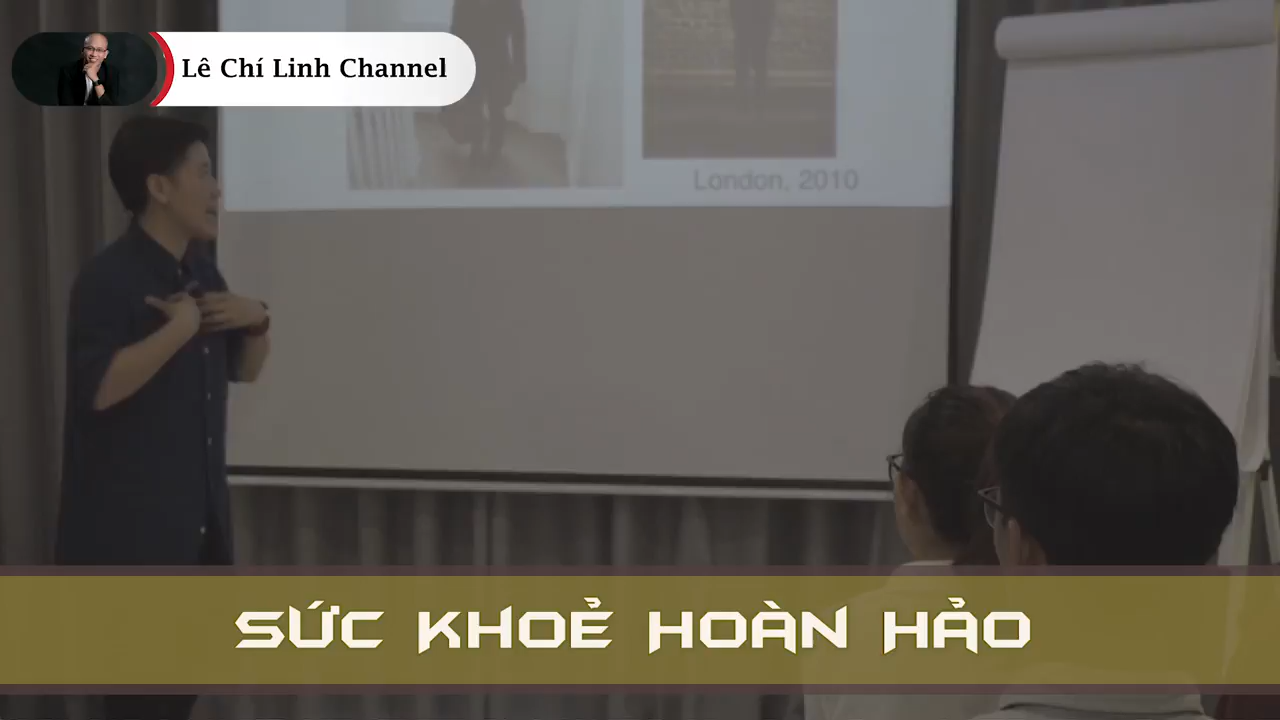 Lê Chí Linh Channel
London, 2010
SỨC KHOẺ HOÀN HẢO